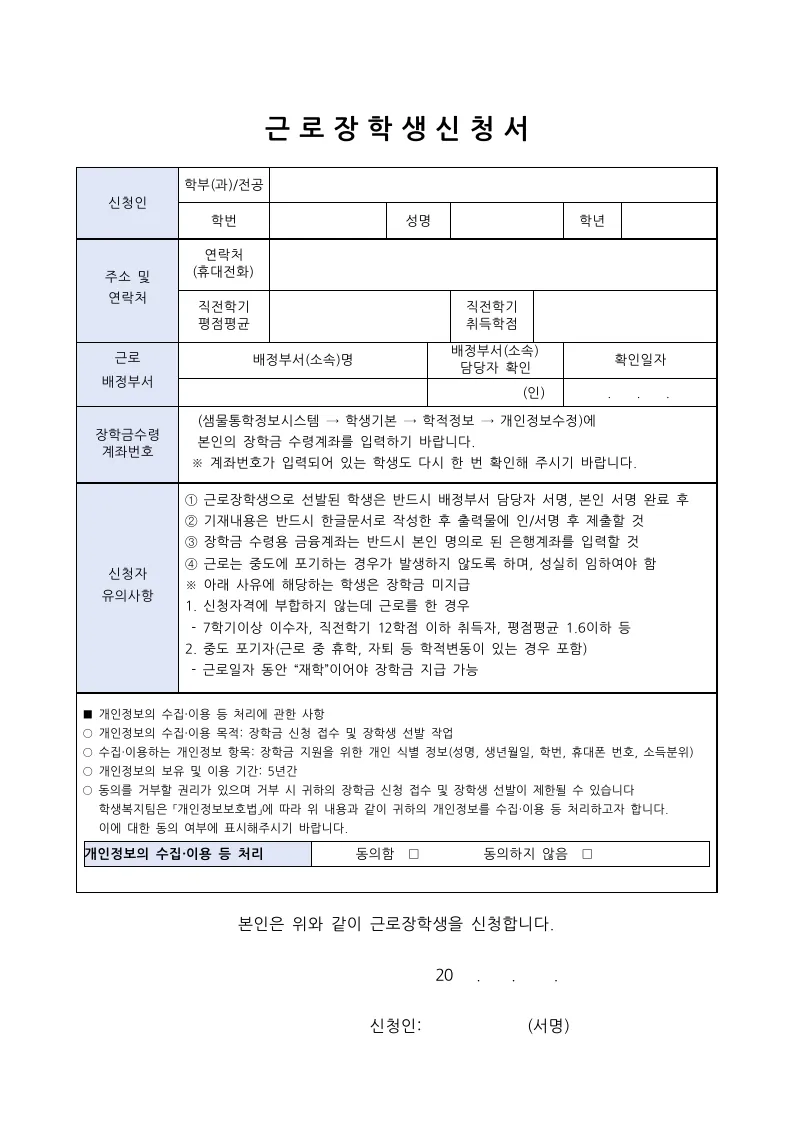 근로장학생신청서
신청인
학부(과)/전공
학번
성명
학년
주소 및
연락처
연락처
(휴대전화)
직전학기
평점평균
직전학기
취득학점
근로
배정부서
배정부서(소속)명
배정부서(소속)
담당자 확인
확인일자
(인)
. . .
장학금수령
계좌번호
(샘물통학정보시스템 → 학생기본 → 학적정보 → 개인정보수정)에
본인의 장학금 수령계좌를 입력하기 바랍니다.
※ 계좌번호가 입력되어 있는 학생도 다시 한 번 확인해 주시기 바랍니다.
신청자
유의사항
① 근로장학생으로 선발된 학생은 반드시 배정부서 담당자 서명, 본인 서명 완료 후
② 기재내용은 반드시 한글문서로 작성한 후 출력물에 인/서명 후 제출할 것
③ 장학금 수령용 금융계좌는 반드시 본인 명의로 된 은행계좌를 입력할 것
④ 근로는 중도에 포기하는 경우가 발생하지 않도록 하며, 성실히 임하여야 함
※ 아래 사유에 해당하는 학생은 장학금 미지급
1. 신청자격에 부합하지 않는데 근로를 한 경우
- 7학기이상 이수자, 직전학기 12학점 이하 취득자, 평점평균 1.6이하 등
2. 중도 포기자(근로 중 휴학, 자퇴 등 학적변동이 있는 경우 포함)
- 근로일자 동안 “재학”이어야 장학금 지급 가능
■ 개인정보의 수집·이용 등 처리에 관한 사항
○ 개인정보의 수집·이용 목적: 장학금 신청 접수 및 장학생 선발 작업
○ 수집·이용하는 개인정보 항목: 장학금 지원을 위한 개인 식별 정보(성명, 생년월일, 학번, 휴대폰 번호, 소득분위)
○ 개인정보의 보유 및 이용 기간: 5년간
○ 동의를 거부할 권리가 있으며 거부 시 귀하의 장학금 신청 접수 및 장학생 선발이 제한될 수 있습니다
학생복지팀은 「개인정보보호법」에 따라 위 내용과 같이 귀하의 개인정보를 수집·이용 등 처리하고자 합니다.
이에 대한 동의 여부에 표시해주시기 바랍니다.
개인정보의 수집·이용 등 처리
동의함 □ 동의하지 않음 □
본인은 위와 같이 근로장학생을 신청합니다.
20 . . .
신청인: (서명)